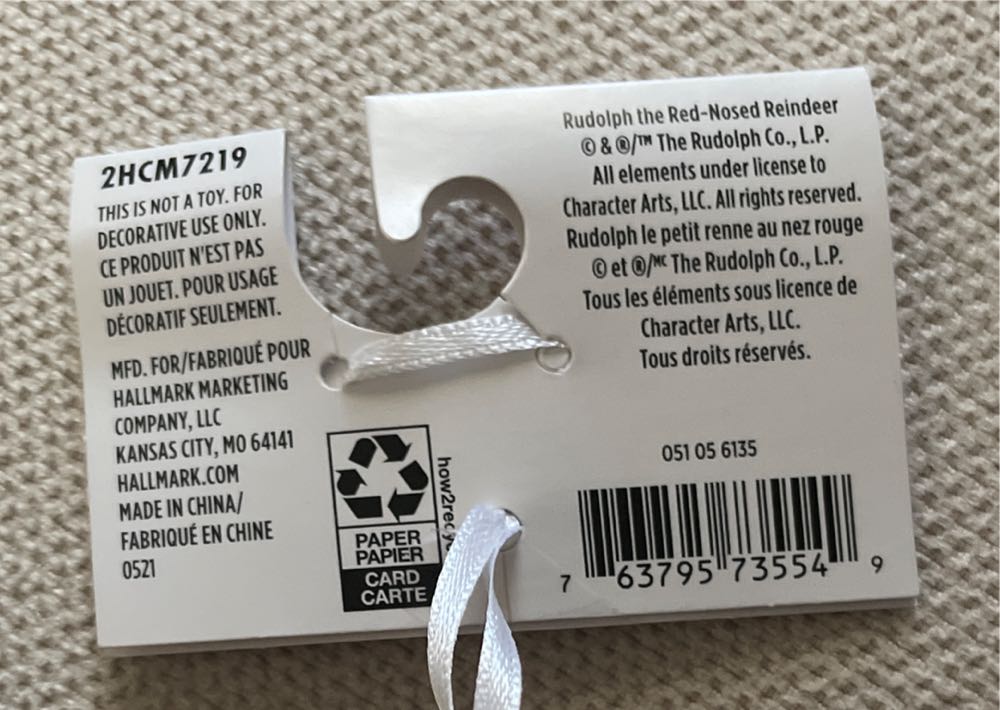 2HCM7219
THIS IS NOT A TOY. FOR
DECORATIVE USE ONLY.
CE PRODUIT N'EST PAS
UN JOUET. POUR USAGE
DÉCORATIF SEULEMENT.
MFD. FOR/FABRIQUÉ POUR
HALLMARK MARKETING
COMPANY, LLC
KANSAS CITY, MO 64141
HALLMARK.COM
MADE IN CHINA/
FABRIQUÉ EN CHINE
0521
PAPER
PAPIER
CARD
CARTE
Rudolph the Red-Nosed Reindeer
© & ®/™ The Rudolph Co., L.P.
All elements under license to
Character Arts, LLC. All rights reserved.
Rudolph le petit renne au nez rouge
© et ®/ᴹᶜ The Rudolph Co., L.P.
Tous les éléments sous licence de
Character Arts, LLC.
Tous droits réservés.
051 05 6135
7 63795 73554 9